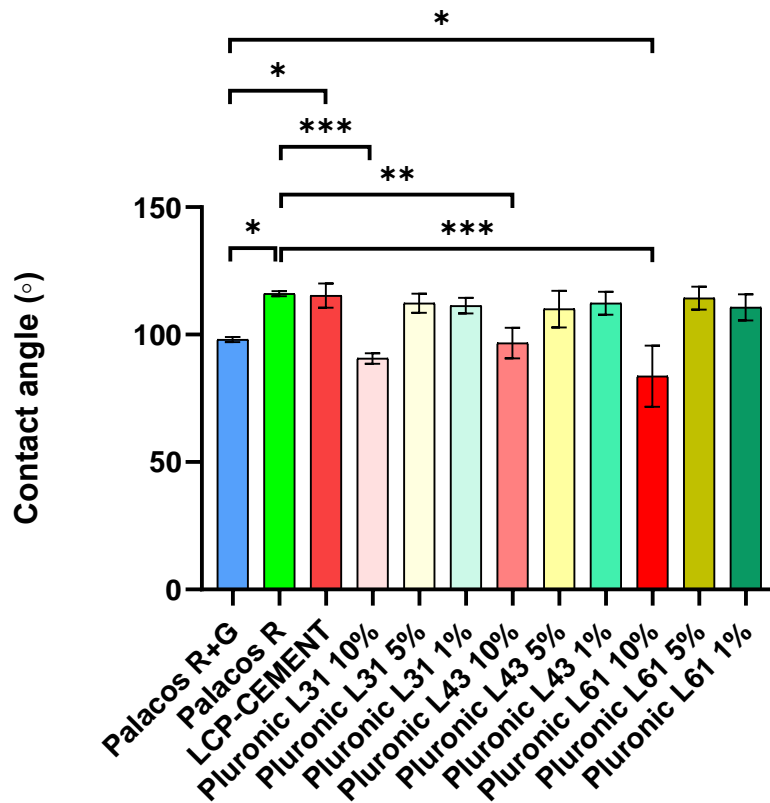 *
*
***
**
*
***
150
100
50
0
Contact angle (○)
Palacos R+G
Palacos R
LCP-CEMENT
Pluronic L31 10%
Pluronic L31 5%
Pluronic L31 1%
Pluronic L43 10%
Pluronic L43 5%
Pluronic L43 1%
Pluronic L61 10%
Pluronic L61 5%
Pluronic L61 1%